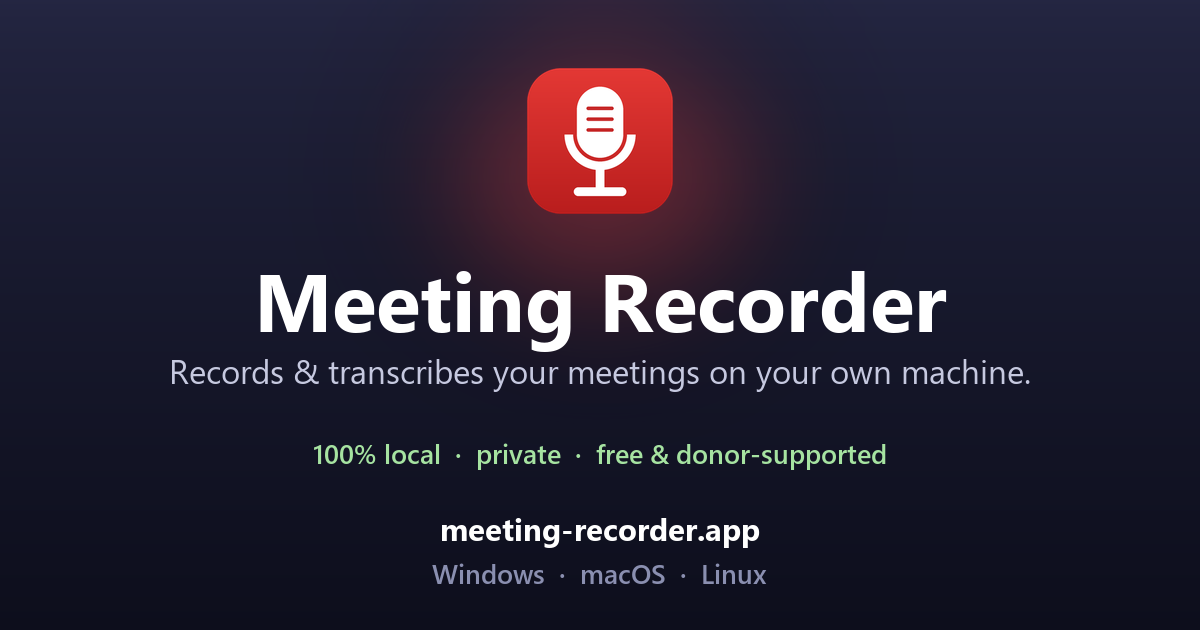 Meeting Recorder
Records & transcribes your meetings on your own machine.
100% local · private · free & donor-supported
meeting-recorder.app
Windows · macOS · Linux